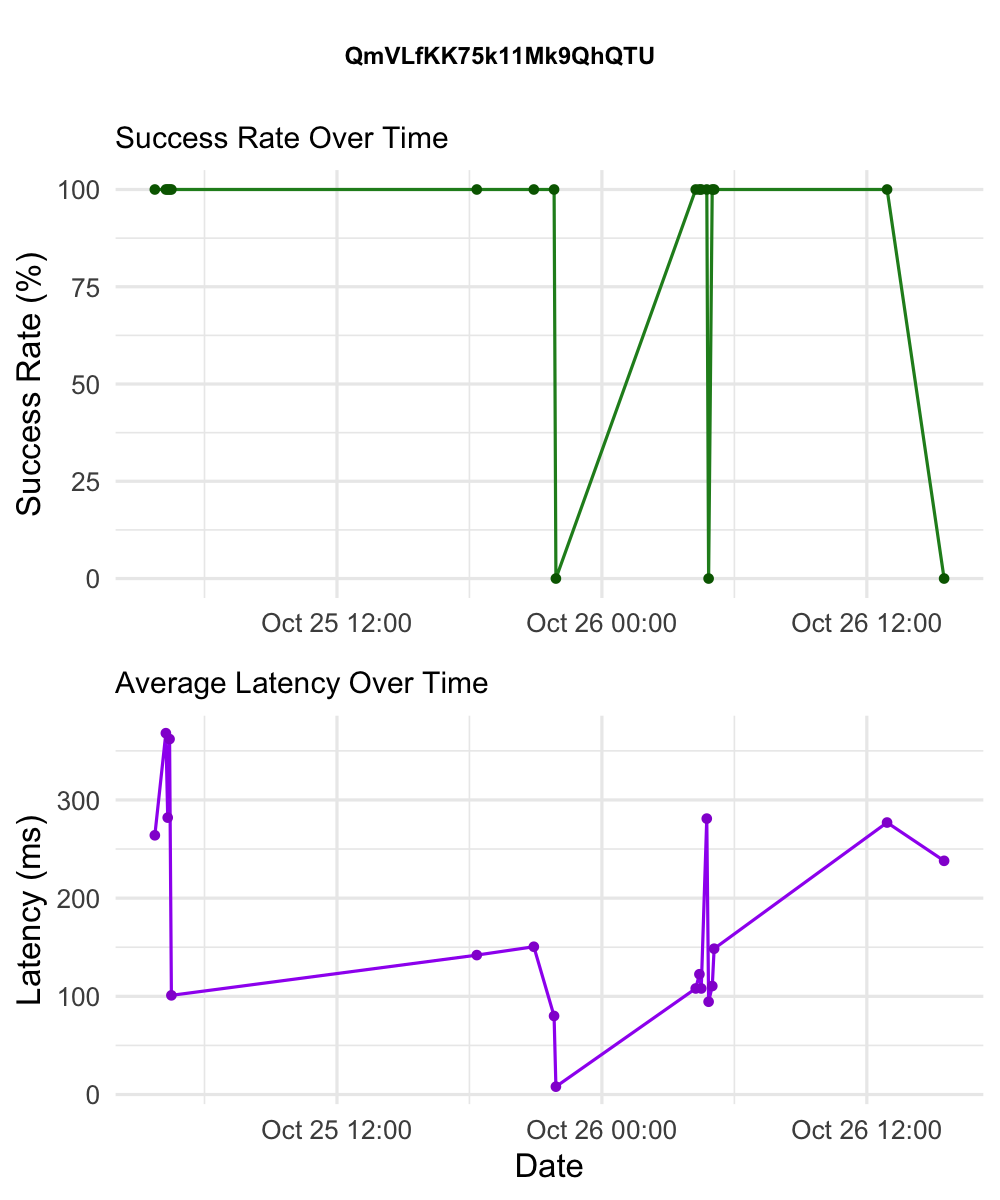 QmVLfKK75k11Mk9QhQTU
Success Rate Over Time
Success Rate (%)
100
75
50
25
0
Oct 25 12:00 Oct 26 00:00 Oct 26 12:00
Average Latency Over Time
Latency (ms)
300
200
100
0
Oct 25 12:00 Oct 26 00:00 Oct 26 12:00
Date